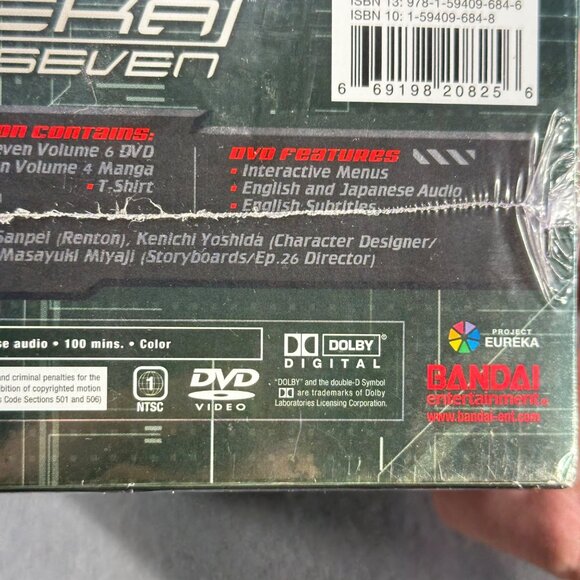 ISBN 13: 978-1-59409-684-6
ISBN 10: 1-59409-684-8
6 69198 20825 6
EKA
SEVEN
ON CONTAINS:
even Volume 6 DVD
n Volume 4 Manga
• T-Shirt
DVD FEATURES
• Interactive Menus
• English and Japanese Audio
• English Subtitles
Sanpei (Renton), Kenichi Yoshida (Character Designer/
Masayuki Miyaji (Storyboards/Ep.26 Director)
se audio • 100 mins. • Color
and criminal penalties for the
ibition of copyrighted motion
s Code Sections 501 and 506)
1
NTSC
DVD
VIDEO
DOLBY
DIGITAL
"DOLBY" and the double-D Symbol
are trademarks of Dolby
Laboratories Licensing Corporation.
PROJECT
EUREKA
BANDAI
entertainment
www.bandai-ent.com